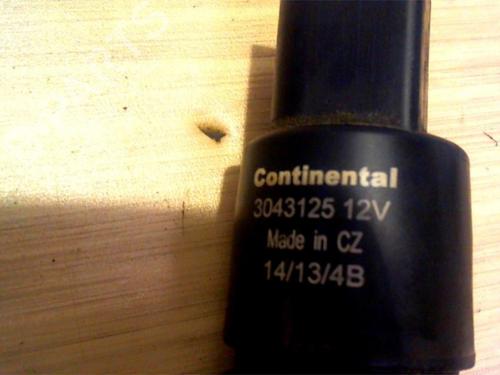 Continental
3043125 12V
Made in CZ
14/13/4B